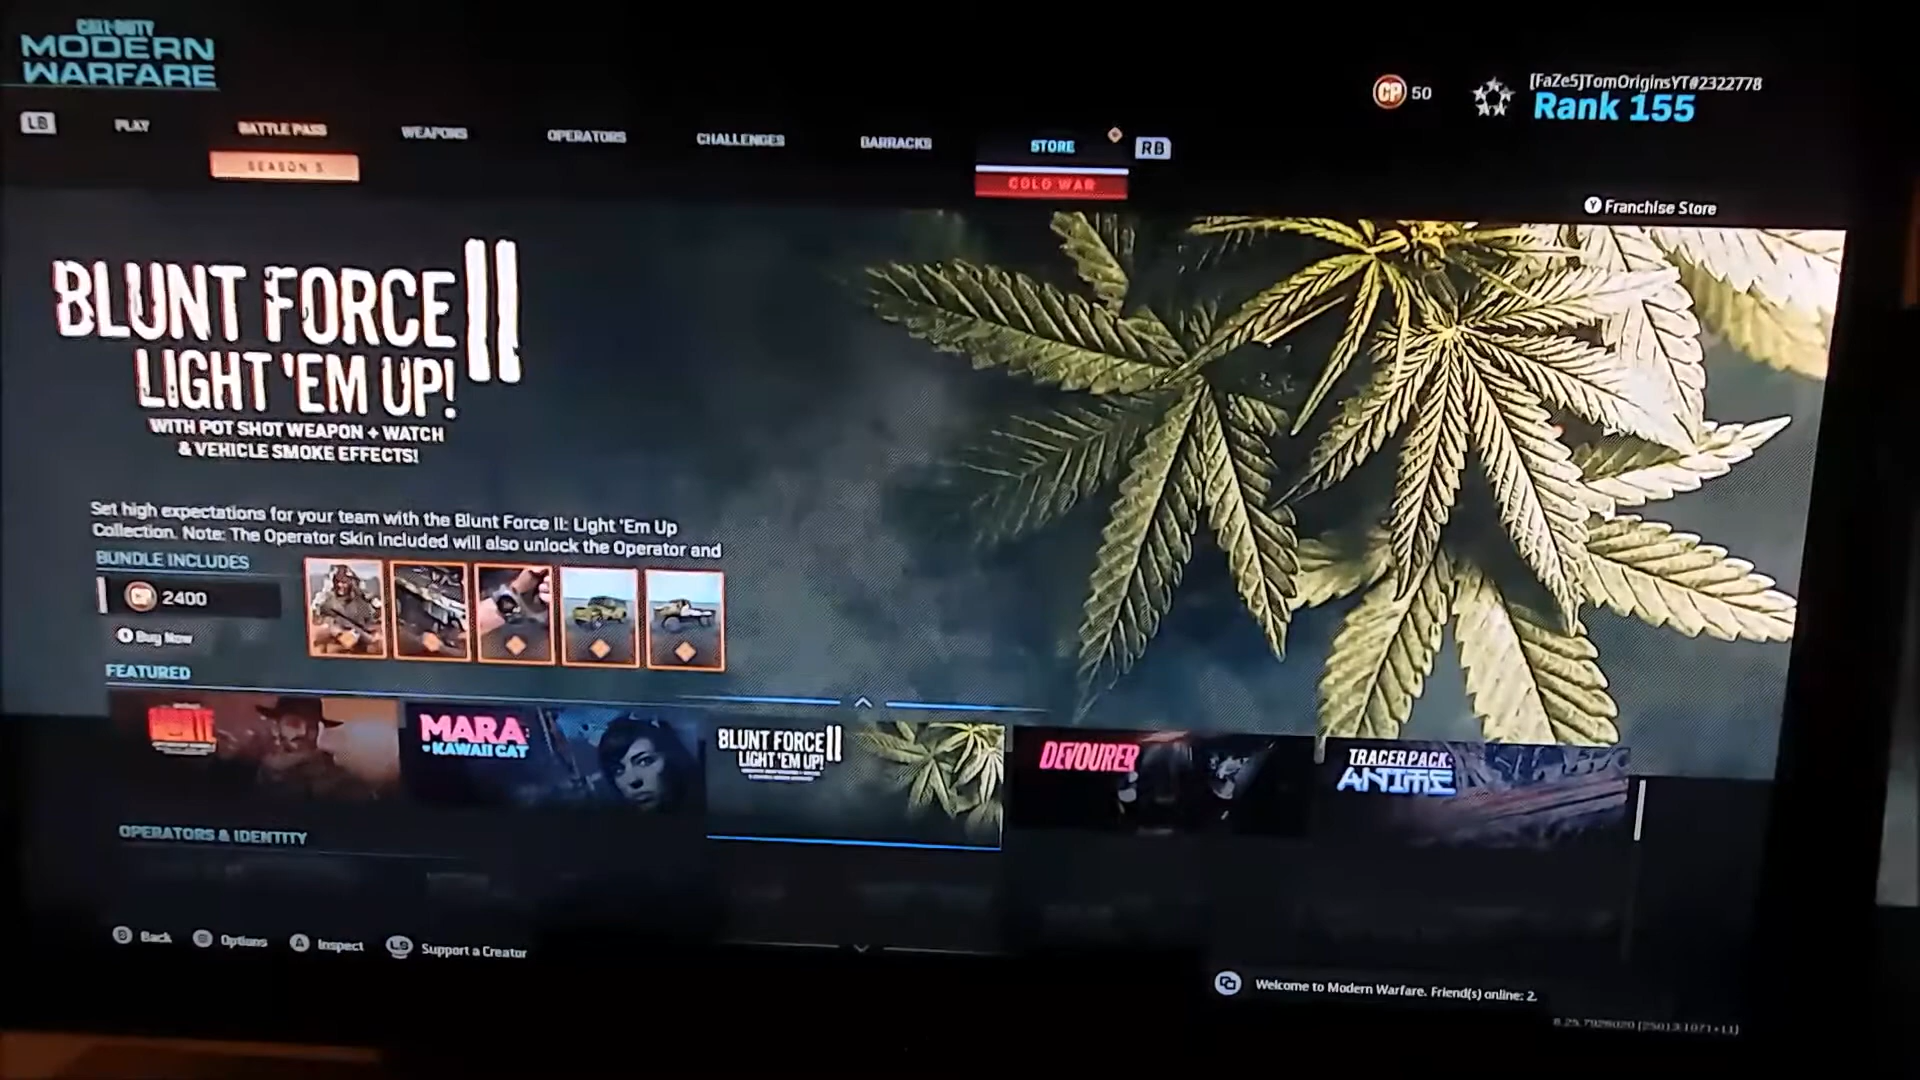 CALL OF DUTY
MODERN
WARFARE
CP 50
[FaZe5]TomOriginsYT#2322778
Rank 155
LB PLAY BATTLE PASS WEAPONS OPERATORS CHALLENGES BARRACKS STORE RB
SEASON 5
COLD WAR
Y Franchise Store
BLUNT FORCE II
LIGHT 'EM UP!
WITH POT SHOT WEAPON + WATCH
& VEHICLE SMOKE EFFECTS!
Set high expectations for your team with the Blunt Force II: Light 'Em Up
Collection. Note: The Operator Skin Included will also unlock the Operator and
BUNDLE INCLUDES
CP 2400
Buy Now
FEATURED
MARA:
KAWAII CAT
BLUNT FORCE II
LIGHT 'EM UP!
DEVOURER
TRACER PACK:
ANIME
OPERATORS & IDENTITY
B Back Options A Inspect LS Support a Creator
Welcome to Modern Warfare. Friend(s) online: 2.